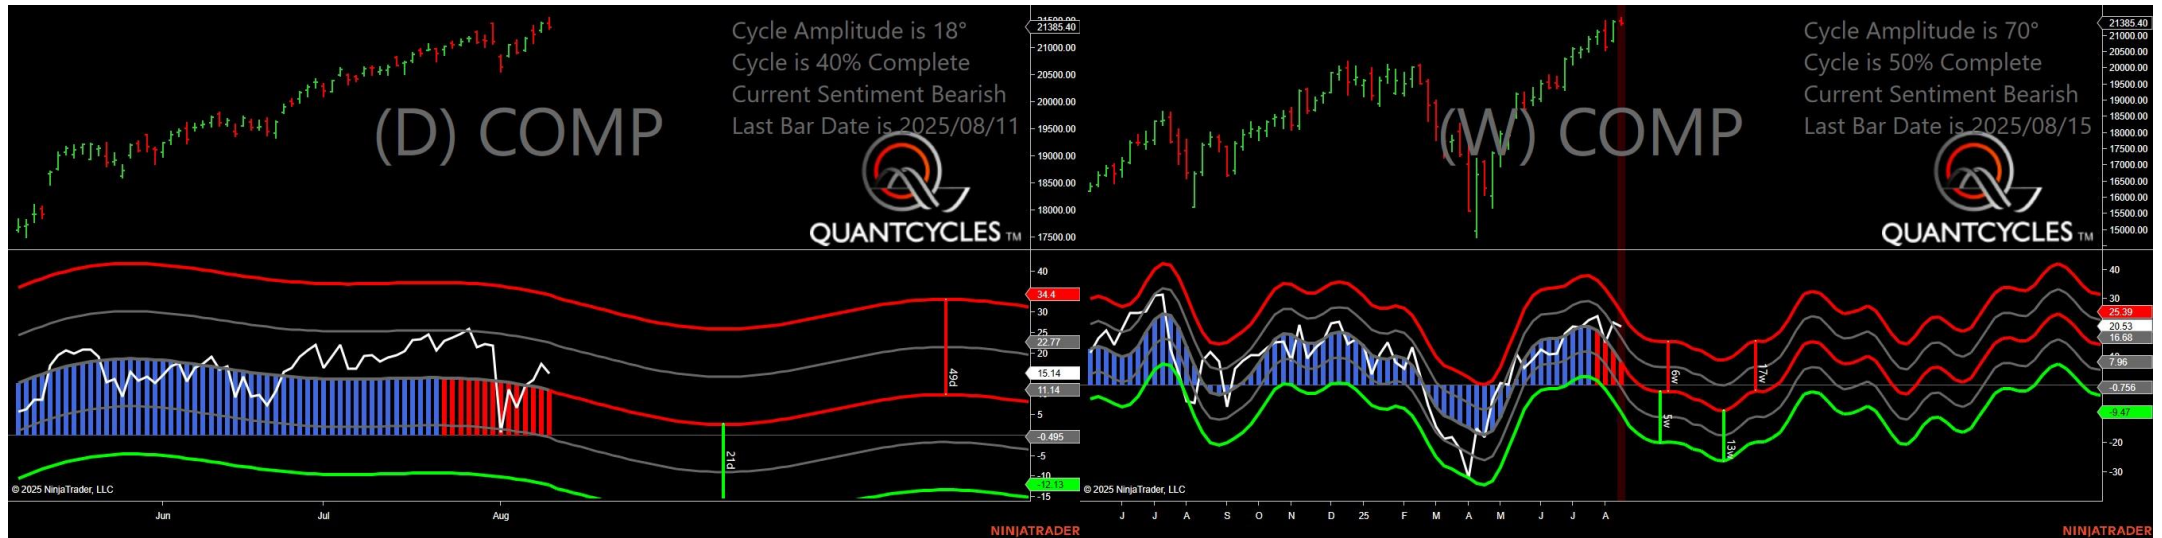 21500.00
21385.40
21000.00
20500.00
20000.00
19500.00
19000.00
18500.00
18000.00
17500.00
Cycle Amplitude is 18°
Cycle is 40% Complete
Current Sentiment Bearish
Last Bar Date is 2025/08/11
(D) COMP
QUANTCYCLES TM
40
34.4
30
25
22.77
20
15.14
11.14
5
-0.495
-5
-10
-12.13
-15
49d
21d
© 2025 NinjaTrader, LLC
Jun
Jul
Aug
NINJATRADER
21385.40
21000.00
20500.00
20000.00
19500.00
19000.00
18500.00
18000.00
17500.00
17000.00
16500.00
16000.00
15500.00
15000.00
Cycle Amplitude is 70°
Cycle is 50% Complete
Current Sentiment Bearish
Last Bar Date is 2025/08/15
(W) COMP
QUANTCYCLES TM
40
30
25.39
20.53
16.68
7.96
-0.756
-9.47
-20
-30
6w
17w
5w
13w
© 2025 NinjaTrader, LLC
J
J
A
S
O
N
D
25
F
M
A
M
J
J
A
NINJATRADER